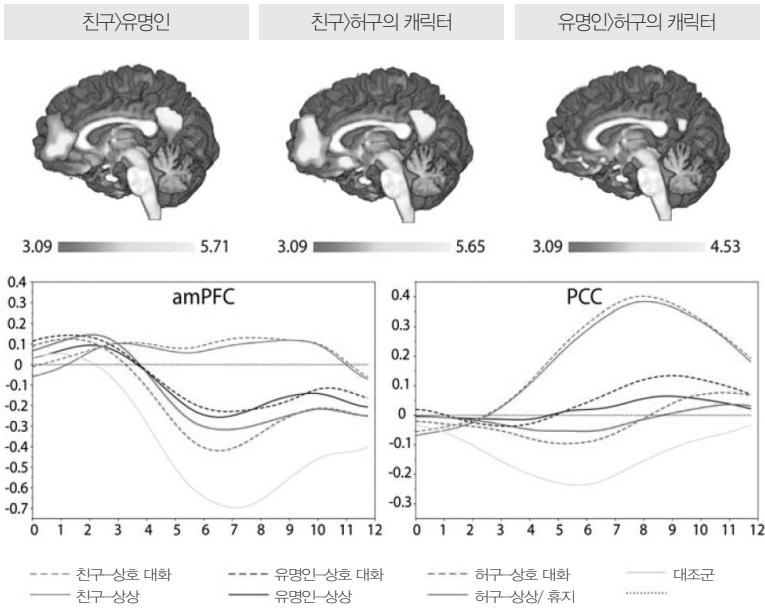 친구>유명인 친구>허구의 캐릭터 유명인>허구의 캐릭터
3.09 5.71 3.09 5.65 3.09 4.53
amPFC
0.4
0.3
0.2
0.1
0
-0.1
-0.2
-0.3
-0.4
-0.5
-0.6
-0.7
0 1 2 3 4 5 6 7 8 9 10 11 12
PCC
0.4
0.3
0.2
0.1
0
-0.1
-0.2
-0.3
0 1 2 3 4 5 6 7 8 9 10 11 12
친구–상호 대화 유명인–상호 대화 허구–상호 대화 대조군
친구–상상 유명인–상상 허구–상상/ 휴지